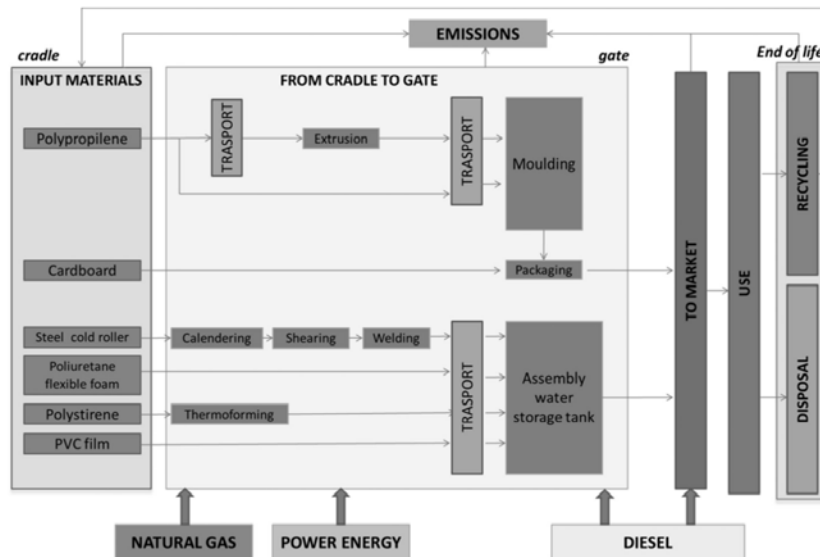 EMISSIONS
cradle
gate
End of life
INPUT MATERIALS
FROM CRADLE TO GATE
Polypropilene
TRASPORT
Extrusion
TRASPORT
Moulding
RECYCLING
Cardboard
Packaging
TO MARKET
USE
Steel cold roller
Calendering
Shearing
Welding
Poliuretane
flexible foam
TRASPORT
Assembly
water
storage tank
DISPOSAL
Polystirene
Thermoforming
PVC film
NATURAL GAS
POWER ENERGY
DIESEL